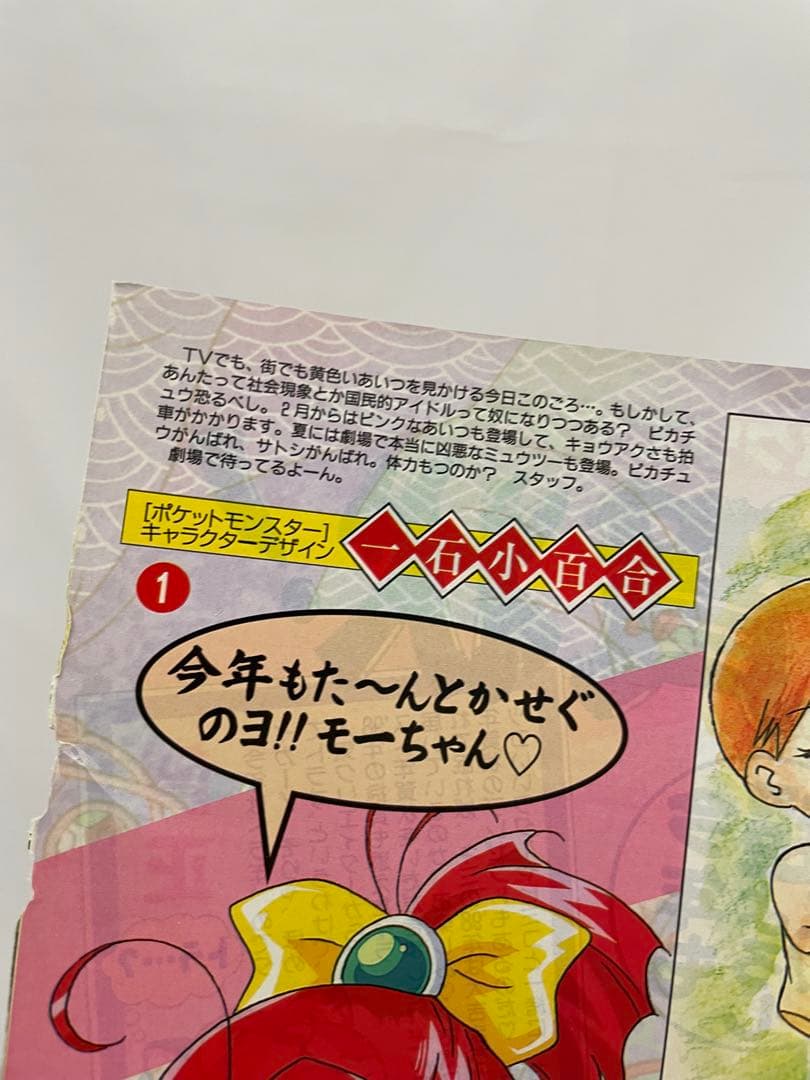 TVでも、街でも黄色いあいつを見かける今日このごろ…。もしかして、
あんたって社会現象とか国民的アイドルって奴になりつつある? ピカチ
ュウ恐るべし。2月からはピンクなあいつも登場して、キョウアクさも拍
車がかかります。夏には劇場で本当に凶悪なミュウツーも登場。ピカチュ
ウがんばれ、サトシがんばれ。体力もつのか? スタッフ。
劇場で待ってるよーん。
[ポケットモンスター]
キャラクターデザイン
一石小百合
1
今年もた〜んとかせぐ
のヨ!!モーちゃん♡